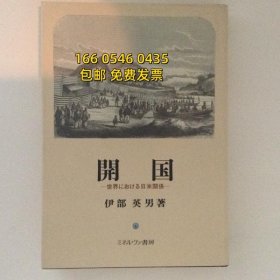 166 0546 0435
包邮 免费发票
開国
―世界における日米関係―
伊部英男著
ミネルヴァ書房